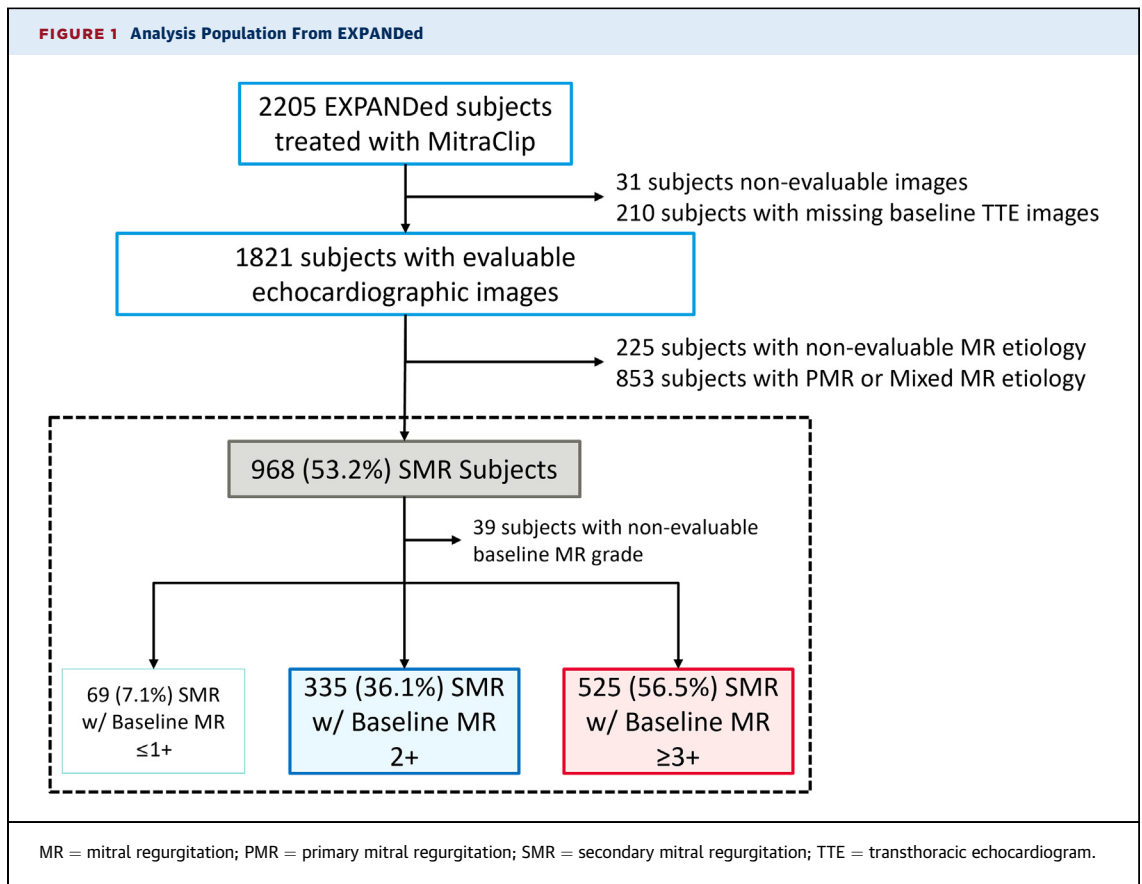 FIGURE 1 Analysis Population From EXPANDed
2205 EXPANDed subjects
treated with MitraClip
31 subjects non-evaluable images
210 subjects with missing baseline TTE images
1821 subjects with evaluable
echocardiographic images
225 subjects with non-evaluable MR etiology
853 subjects with PMR or Mixed MR etiology
968 (53.2%) SMR Subjects
39 subjects with non-evaluable
baseline MR grade
69 (7.1%) SMR
w/ Baseline MR
≤1+
335 (36.1%) SMR
w/ Baseline MR
2+
525 (56.5%) SMR
w/ Baseline MR
≥3+
MR = mitral regurgitation; PMR = primary mitral regurgitation; SMR = secondary mitral regurgitation; TTE = transthoracic echocardiogram.